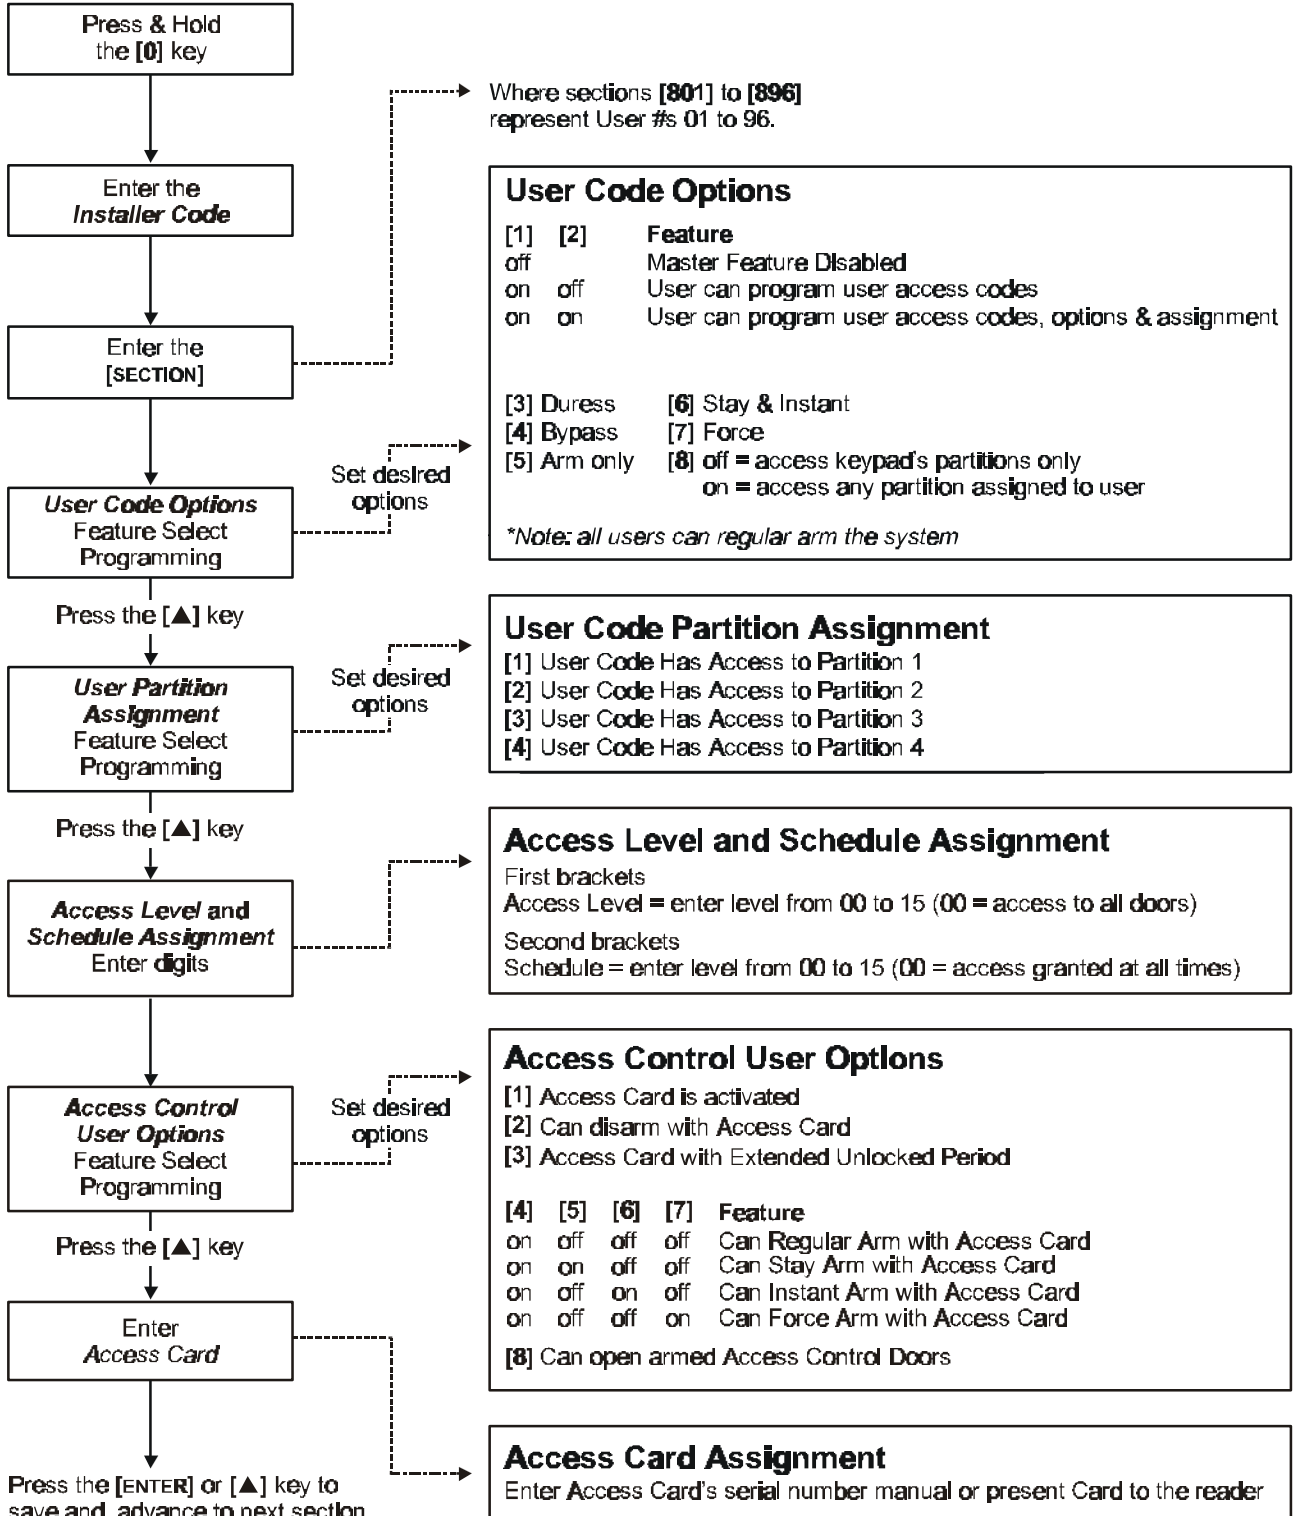 Press & Hold
the [0] key
Where sections [801] to [896]
represent User #s 01 to 96.
Enter the
Installer Code
Enter the
[SECTION]
User Code Options
[1] [2] Feature
off Master Feature Disabled
on off User can program user access codes
on on User can program user access codes, options & assignment
[3] Duress [6] Stay & Instant
[4] Bypass [7] Force
[5] Arm only [8] off = access keypad's partitions only
on = access any partition assigned to user
*Note: all users can regular arm the system
Set desired
options
User Code Options
Feature Select
Programming
Press the [▲] key
User Partition
Assignment
Feature Select
Programming
Set desired
options
User Code Partition Assignment
[1] User Code Has Access to Partition 1
[2] User Code Has Access to Partition 2
[3] User Code Has Access to Partition 3
[4] User Code Has Access to Partition 4
Press the [▲] key
Access Level and
Schedule Assignment
Enter digits
Access Level and Schedule Assignment
First brackets
Access Level = enter level from 00 to 15 (00 = access to all doors)
Second brackets
Schedule = enter level from 00 to 15 (00 = access granted at all times)
Access Control
User Options
Feature Select
Programming
Set desired
options
Access Control User Options
[1] Access Card is activated
[2] Can disarm with Access Card
[3] Access Card with Extended Unlocked Period
[4] [5] [6] [7] Feature
on off off off Can Regular Arm with Access Card
on on off off Can Stay Arm with Access Card
on off on off Can Instant Arm with Access Card
on off off on Can Force Arm with Access Card
[8] Can open armed Access Control Doors
Press the [▲] key
Enter
Access Card
Press the [ENTER] or [▲] key to
save and advance to next section
Access Card Assignment
Enter Access Card's serial number manual or present Card to the reader